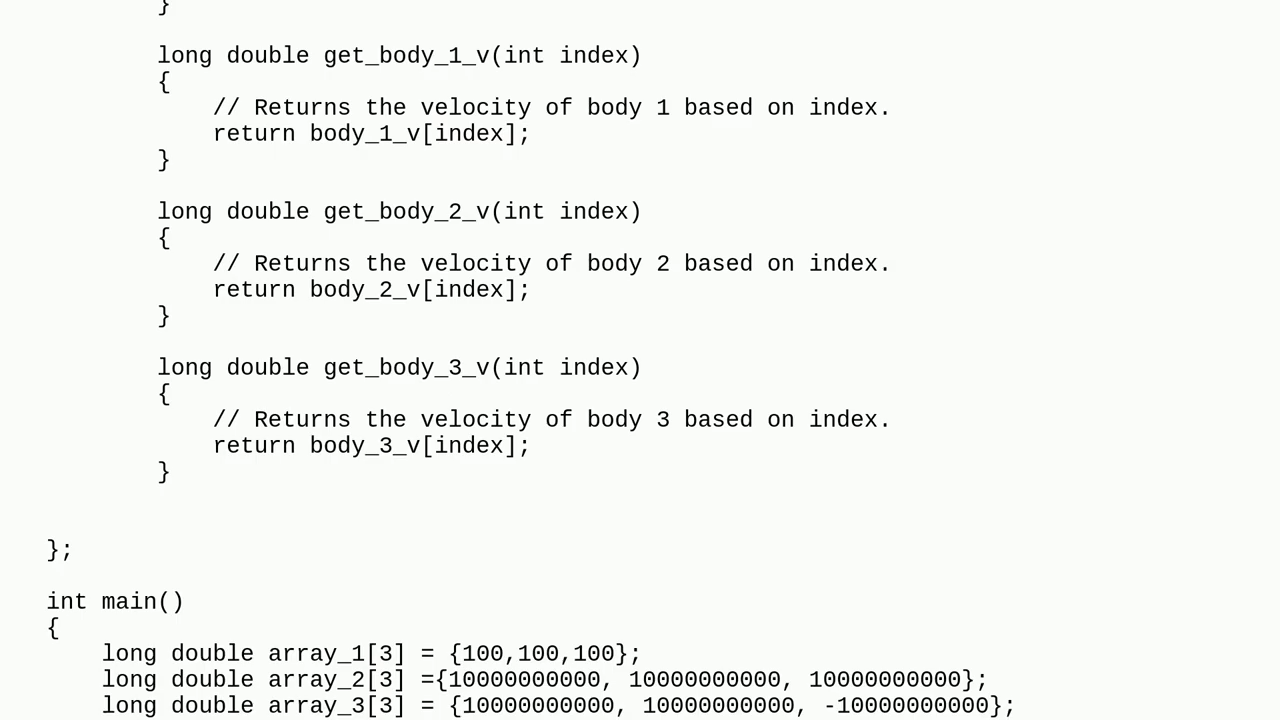 }
long double get_body_1_v(int index)
{
// Returns the velocity of body 1 based on index.
return body_1_v[index];
}
long double get_body_2_v(int index)
{
// Returns the velocity of body 2 based on index.
return body_2_v[index];
}
long double get_body_3_v(int index)
{
// Returns the velocity of body 3 based on index.
return body_3_v[index];
}
};
int main()
{
long double array_1[3] = {100,100,100};
long double array_2[3] ={10000000000, 10000000000, 10000000000};
long double array_3[3] = {10000000000, 10000000000, -10000000000};